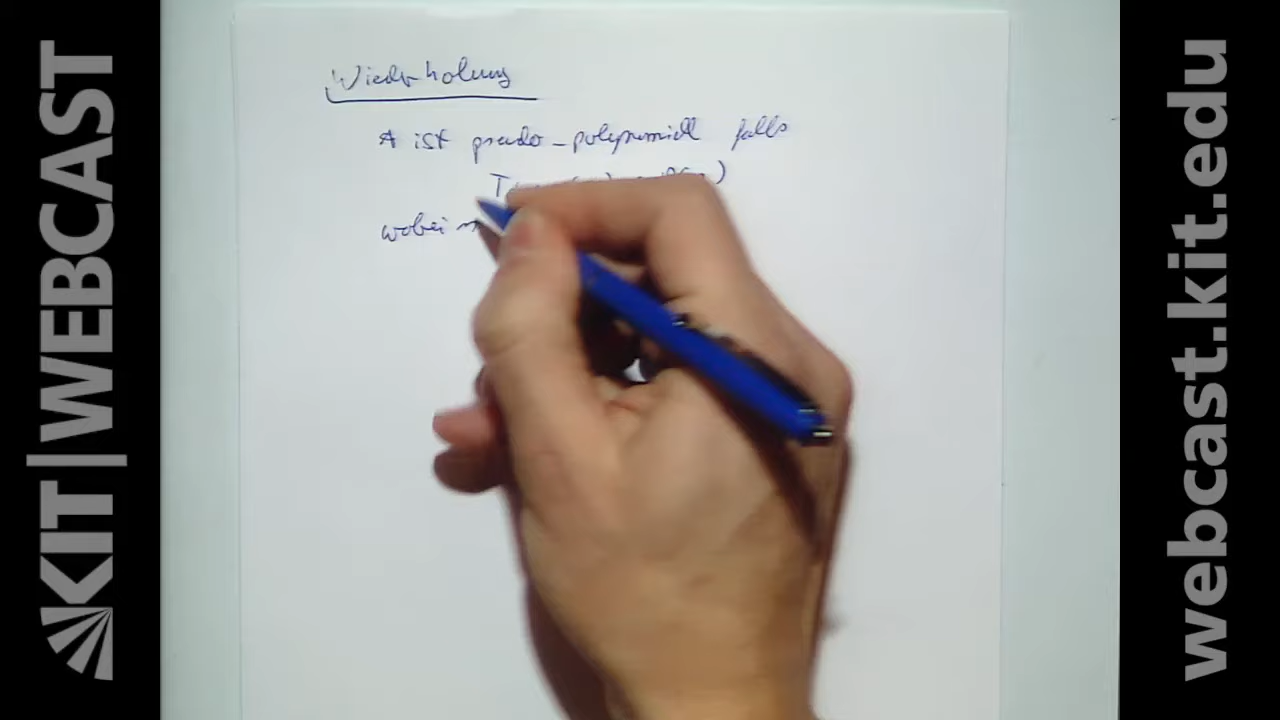 KIT | WEBCAST
Wiederholung
A ist pseudo-polynomiell falls
wobei
webcast.kit.edu